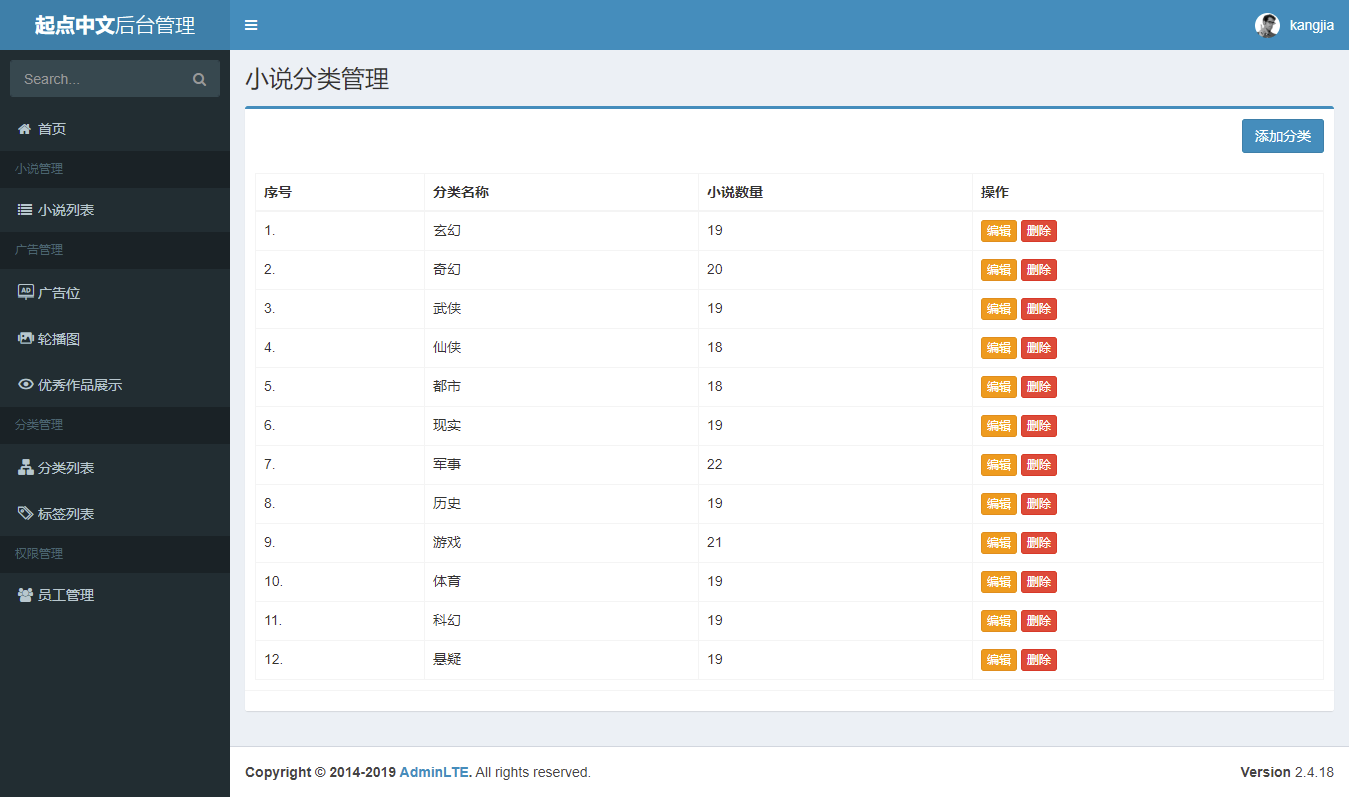 起点中文后台管理
kangjia
Search...
首页
小说管理
小说列表
广告管理
AD 广告位
轮播图
优秀作品展示
分类管理
分类列表
标签列表
权限管理
员工管理
小说分类管理
添加分类
序号 分类名称 小说数量 操作
1. 玄幻 19 编辑 删除
2. 奇幻 20 编辑 删除
3. 武侠 19 编辑 删除
4. 仙侠 18 编辑 删除
5. 都市 18 编辑 删除
6. 现实 19 编辑 删除
7. 军事 22 编辑 删除
8. 历史 19 编辑 删除
9. 游戏 21 编辑 删除
10. 体育 19 编辑 删除
11. 科幻 19 编辑 删除
12. 悬疑 19 编辑 删除
Copyright © 2014-2019 AdminLTE. All rights reserved.
Version 2.4.18